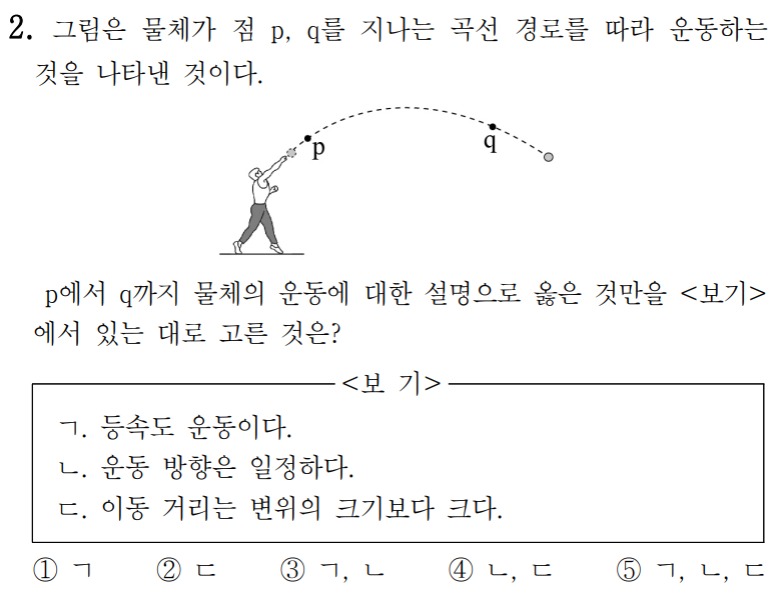 2. 그림은 물체가 점 p, q를 지나는 곡선 경로를 따라 운동하는
것을 나타낸 것이다.
p
q
p에서 q까지 물체의 운동에 대한 설명으로 옳은 것만을 <보기>
에서 있는 대로 고른 것은?
<보 기>
ㄱ. 등속도 운동이다.
ㄴ. 운동 방향은 일정하다.
ㄷ. 이동 거리는 변위의 크기보다 크다.
① ㄱ ② ㄷ ③ ㄱ, ㄴ ④ ㄴ, ㄷ ⑤ ㄱ, ㄴ, ㄷ